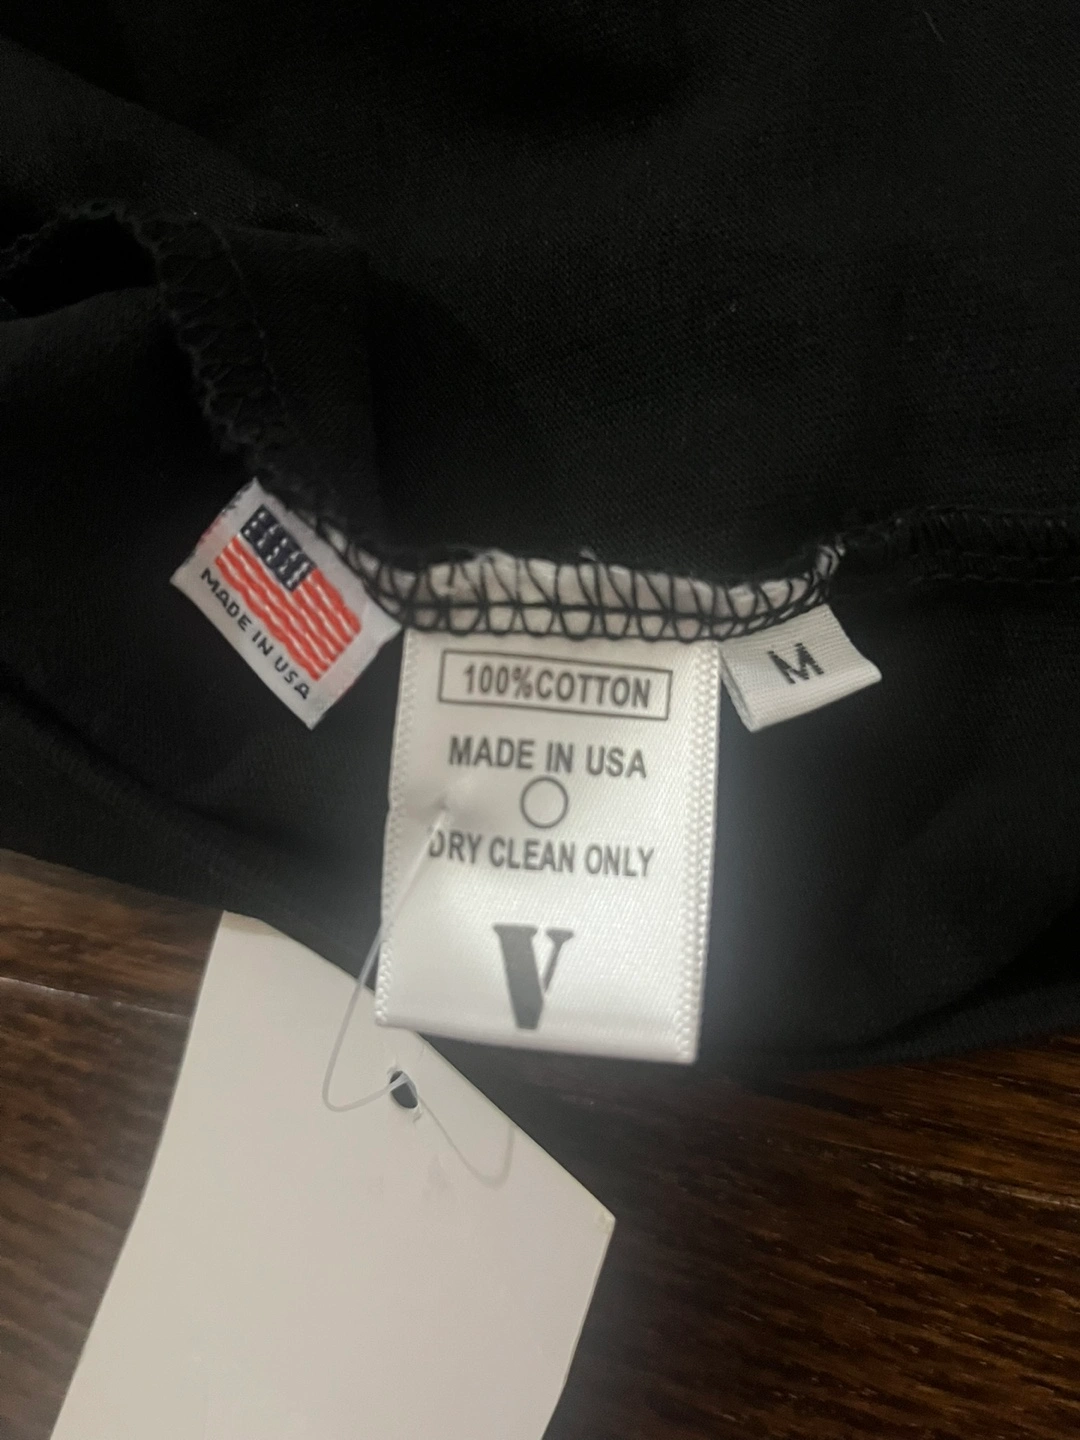 MADE IN USA
100%COTTON
MADE IN USA
DRY CLEAN ONLY
V
M